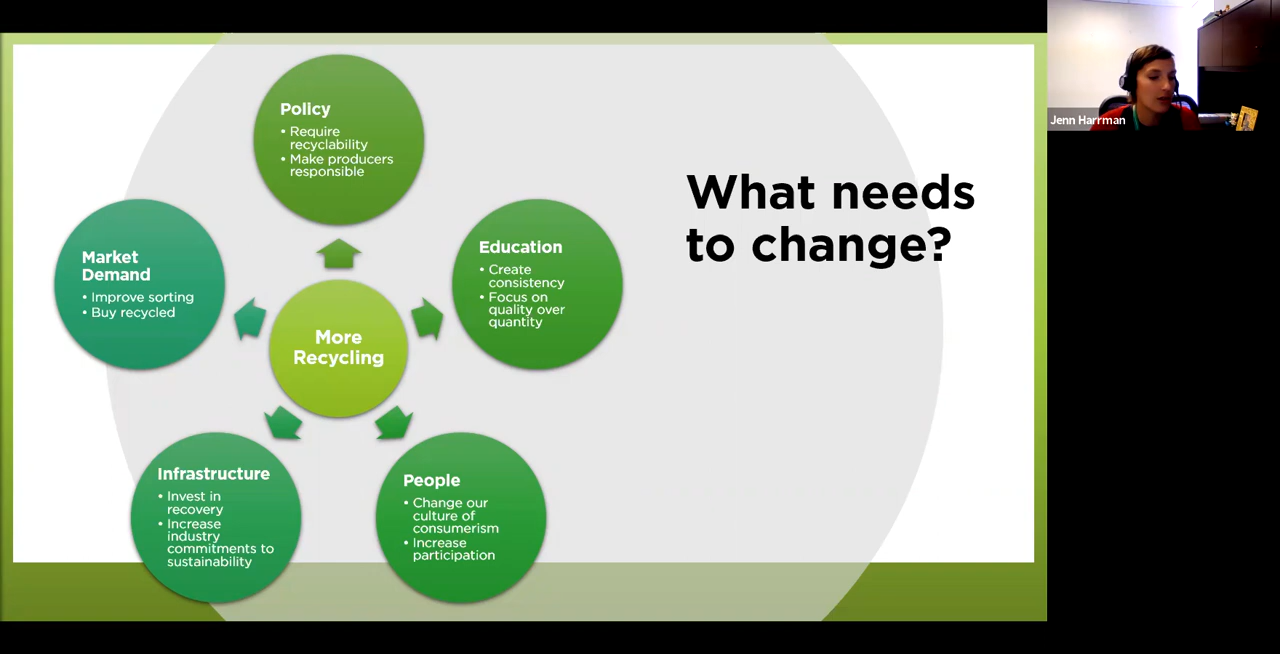 Policy
• Require
recyclability
• Make producers
responsible
What needs
to change?
Market
Demand
• Improve sorting
• Buy recycled
Education
• Create
consistency
• Focus on
quality over
quantity
More
Recycling
Infrastructure
• Invest in
recovery
• Increase
industry
commitments to
sustainability
People
• Change our
culture of
consumerism
• Increase
participation
Jenn Harrman